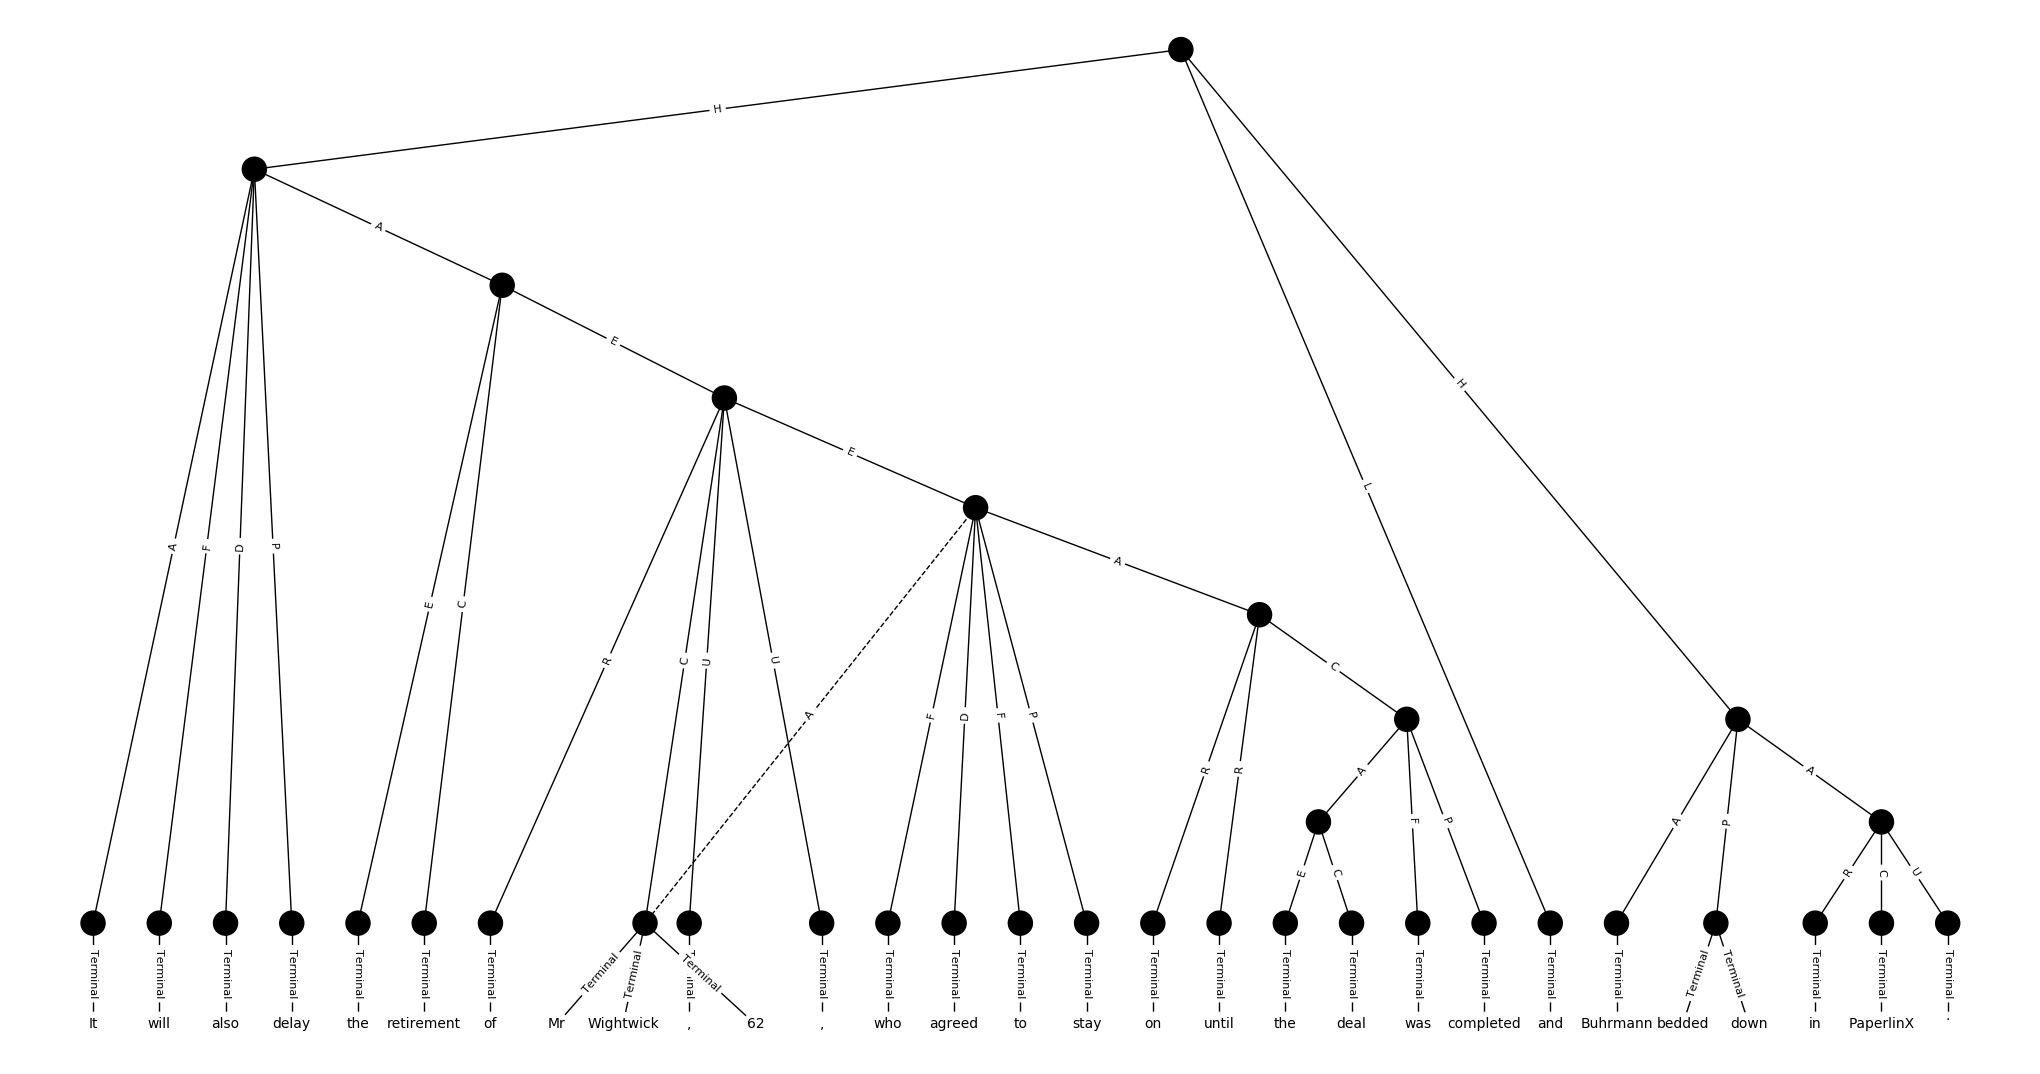 H
A
E
E
H
L
A
A F D P
E C
R C U U
A
F D F P
R R
C
A F P
E C
A P A
R C U
Terminal Terminal Terminal Terminal Terminal Terminal Terminal Terminal Terminal Terminal Terminal Terminal Terminal Terminal Terminal Terminal Terminal Terminal Terminal Terminal Terminal Terminal Terminal Terminal Terminal Terminal Terminal Terminal Terminal
It will also delay the retirement of Mr Wightwick , 62 , who agreed to stay on until the deal was completed and Buhrmann bedded down in PaperlinX .